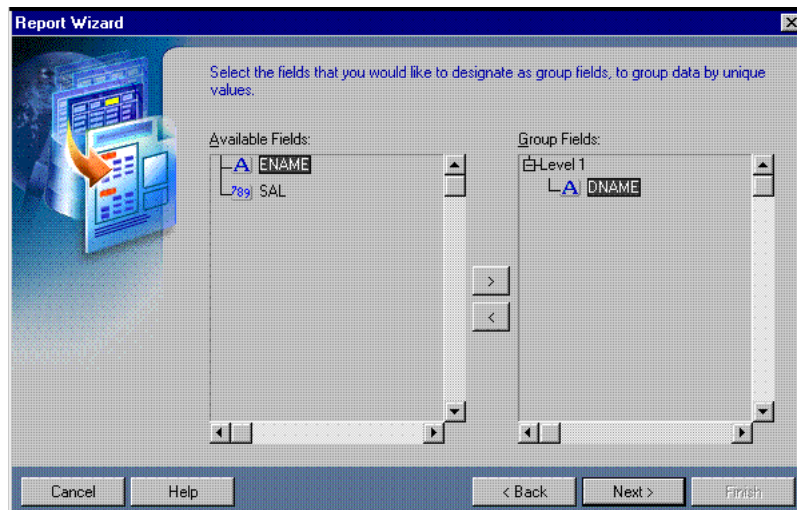 Report Wizard
Select the fields that you would like to designate as group fields, to group data by unique
values.
Available Fields:
Group Fields:
A ENAME
789 SAL
Level 1
A DNAME
>
<
Cancel
Help
< Back
Next >
Finish